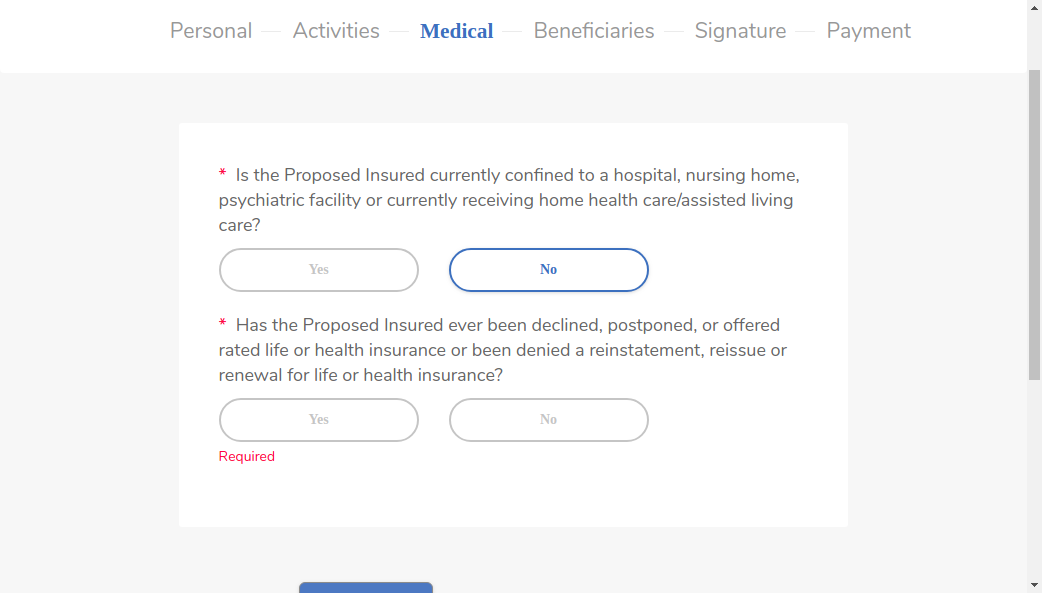 Personal — Activities — Medical — Beneficiaries — Signature — Payment
* Is the Proposed Insured currently confined to a hospital, nursing home,
psychiatric facility or currently receiving home health care/assisted living
care?
Yes No
* Has the Proposed Insured ever been declined, postponed, or offered
rated life or health insurance or been denied a reinstatement, reissue or
renewal for life or health insurance?
Yes No
Required